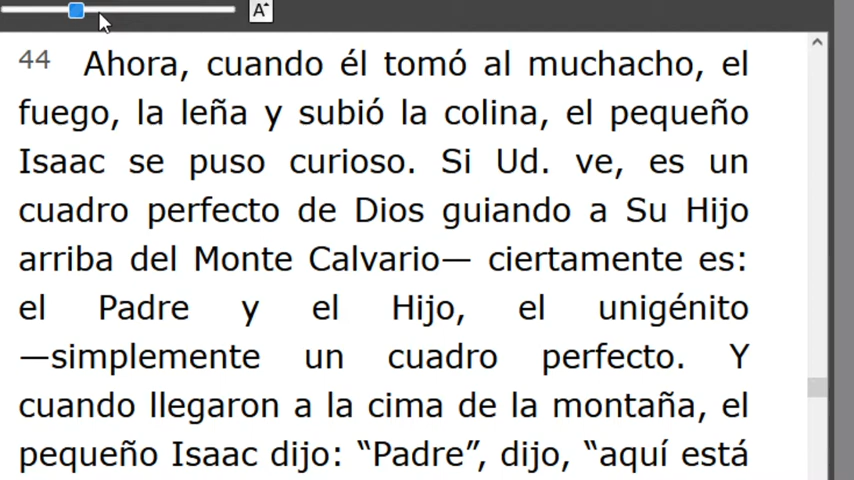 A
44 Ahora, cuando él tomó al muchacho, el
fuego, la leña y subió la colina, el pequeño
Isaac se puso curioso. Si Ud. ve, es un
cuadro perfecto de Dios guiando a Su Hijo
arriba del Monte Calvario— ciertamente es:
el Padre y el Hijo, el unigénito
—simplemente un cuadro perfecto. Y
cuando llegaron a la cima de la montaña, el
pequeño Isaac dijo: “Padre”, dijo, “aquí está